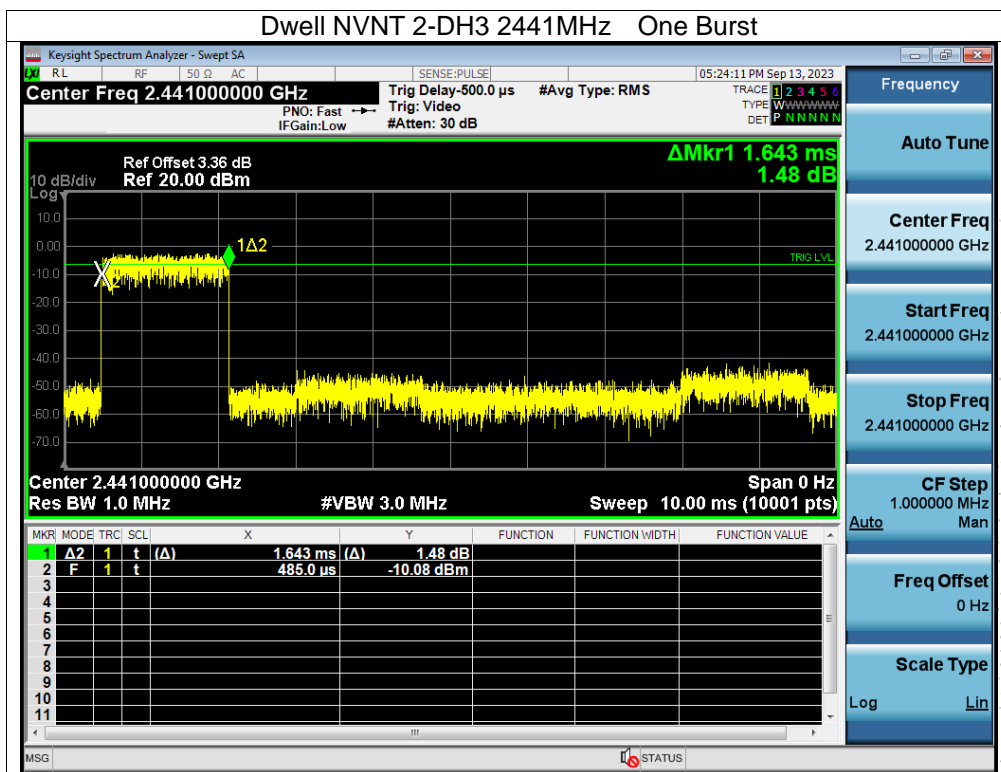 Dwell NVNT 2-DH3 2441MHz One Burst
Keysight Spectrum Analyzer - Swept SA
LXI RL RF 50 Ω AC SENSE:PULSE 05:24:11 PM Sep 13, 2023
Center Freq 2.441000000 GHz
PNO: Fast
IFGain:Low
Trig Delay-500.0 µs
Trig: Video
#Atten: 30 dB
#Avg Type: RMS
TRACE 1 2 3 4 5 6
TYPE WWWWWW
DET P N N N N N
Frequency
Auto Tune
Center Freq
2.441000000 GHz
Start Freq
2.441000000 GHz
Stop Freq
2.441000000 GHz
CF Step
1.000000 MHz
Auto Man
Freq Offset
0 Hz
Scale Type
Log Lin
ΔMkr1 1.643 ms
1.48 dB
Ref Offset 3.36 dB
10 dB/div Ref 20.00 dBm
Log
10.0
0.00
-10.0
-20.0
-30.0
-40.0
-50.0
-60.0
-70.0
1Δ2
2
TRIG LVL
Center 2.441000000 GHz Span 0 Hz
Res BW 1.0 MHz #VBW 3.0 MHz Sweep 10.00 ms (10001 pts)
MKR MODE TRC SCL X Y FUNCTION FUNCTION WIDTH FUNCTION VALUE
1 Δ2 1 t (Δ) 1.643 ms (Δ) 1.48 dB
2 F 1 t 485.0 µs -10.08 dBm
3
4
5
6
7
8
9
10
11
MSG STATUS